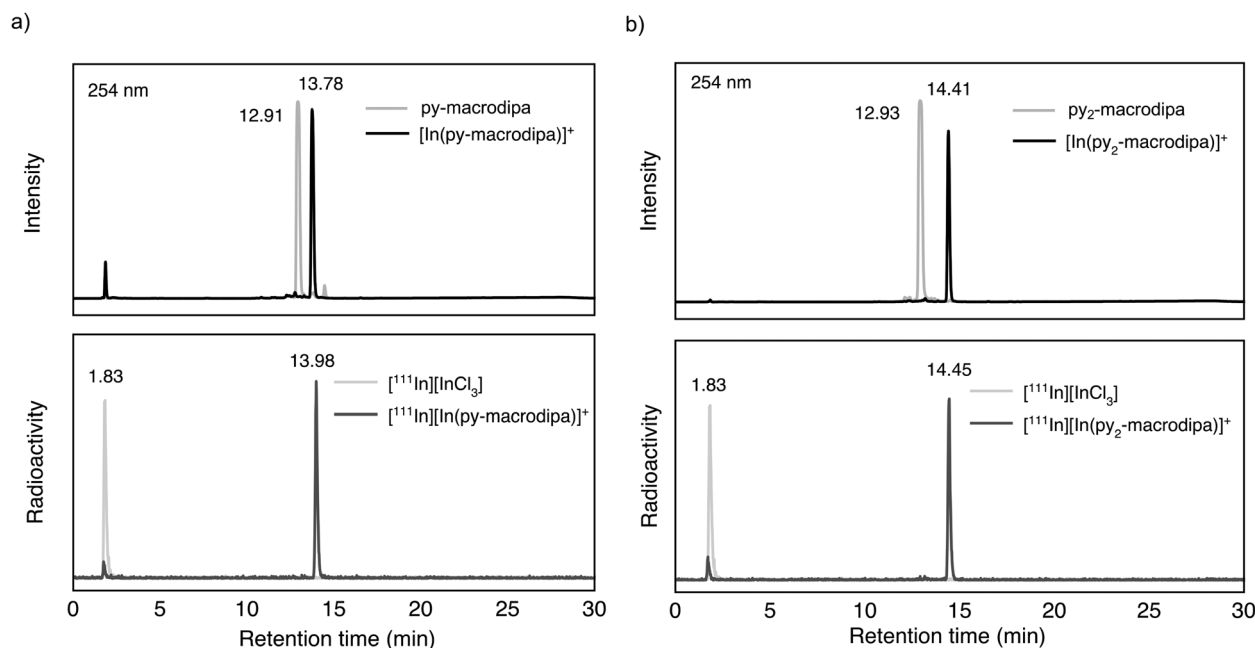 a)
254 nm
13.78
12.91
py-macrodipa
[In(py-macrodipa)]⁺
Intensity
1.83
13.98
[¹¹¹In][InCl₃]
[¹¹¹In][In(py-macrodipa)]⁺
Radioactivity
0 5 10 15 20 25 30
Retention time (min)
b)
254 nm
14.41
12.93
py₂-macrodipa
[In(py₂-macrodipa)]⁺
Intensity
1.83
14.45
[¹¹¹In][InCl₃]
[¹¹¹In][In(py₂-macrodipa)]⁺
Radioactivity
0 5 10 15 20 25 30
Retention time (min)